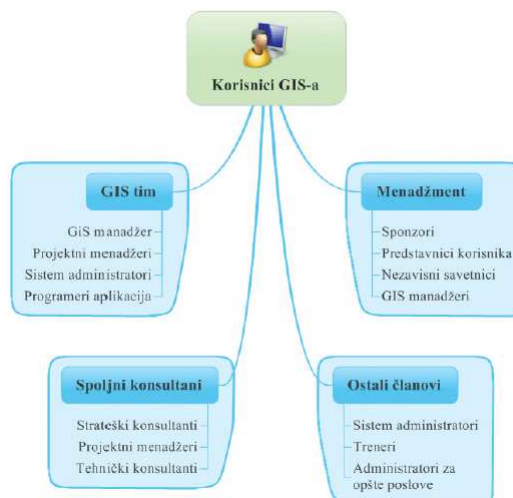 Korisnici GIS-a
GIS tim
GiS manadžer
Projektni menadžeri
Sistem administratori
Programeri aplikacija
Menadžment
Sponzori
Predstavnici korisnika
Nezavisni savetnici
GIS manadžeri
Spoljni konsultani
Strateški konsultanti
Projektni menadžeri
Tehnički konsultanti
Ostali članovi
Sistem administratori
Treneri
Administratori za
opšte poslove